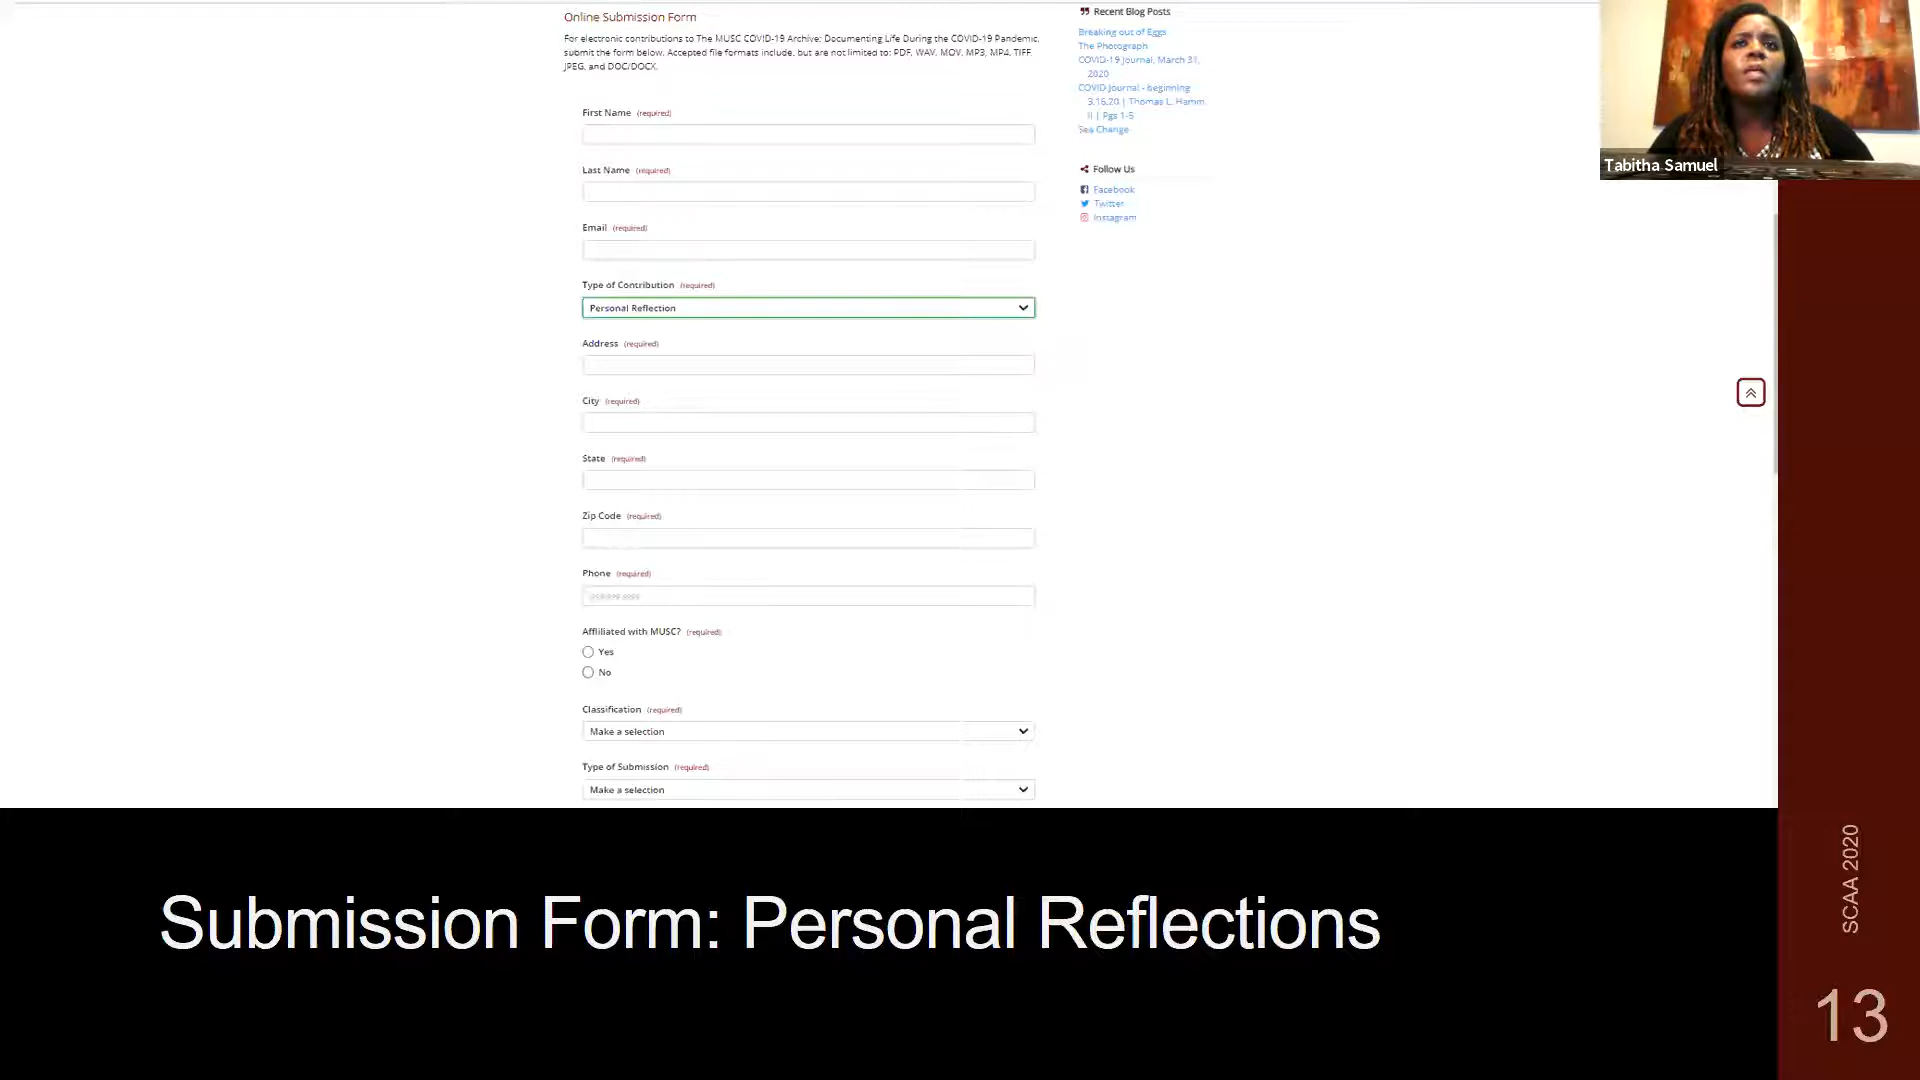 Online Submission Form
For electronic contributions to The MUSC COVID-19 Archive: Documenting Life During the COVID-19 Pandemic,
submit the form below. Accepted file formats include, but are not limited to: PDF, WAV, MOV, MP3, MP4, TIFF,
JPEG, and DOC/DOCX.
First Name (required)
Last Name (required)
Email (required)
Type of Contribution (required)
Personal Reflection
Address (required)
City (required)
State (required)
Zip Code (required)
Phone (required)
Affiliated with MUSC? (required)
Yes
No
Classification (required)
Make a selection
Type of Submission (required)
Make a selection
Recent Blog Posts
Breaking out of Eggs
The Photograph
COVID-19 Journal, March 31,
2020
COVID Journal - beginning
3.16.20 | Thomas L. Hamm
II | Pgs 1-5
Sea Change
Follow Us
Facebook
Twitter
Instagram
Tabitha Samuel
Submission Form: Personal Reflections
SCAA 2020
13